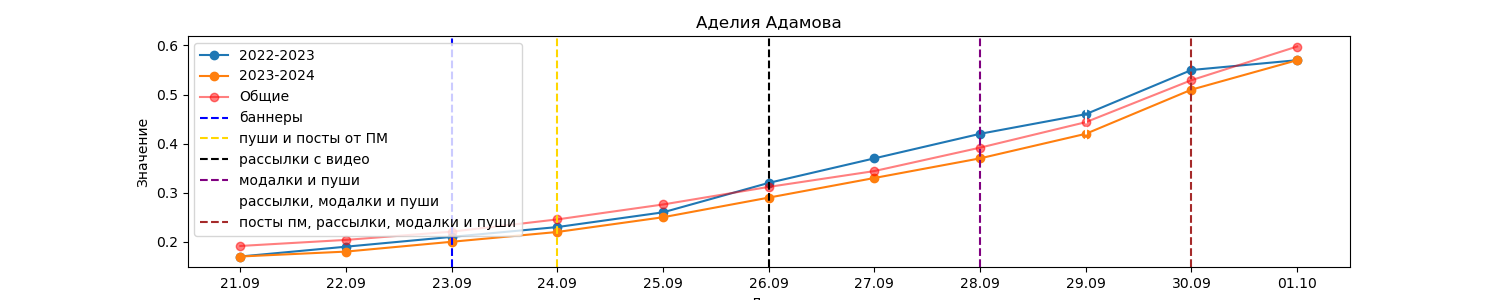 Аделия Адамова
Значение
0.6
0.5
0.4
0.3
0.2
2022-2023
2023-2024
Общие
баннеры
пуши и посты от ПМ
рассылки с видео
модалки и пуши
рассылки, модалки и пуши
посты пм, рассылки, модалки и пуши
21.09 22.09 23.09 24.09 25.09 26.09 27.09 28.09 29.09 30.09 01.10